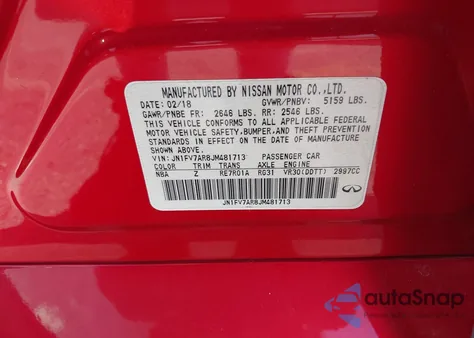 MANUFACTURED BY NISSAN MOTOR CO.,LTD.
DATE: 02/18 GVWR/PNBV: 5159 LBS.
GAWR/PNBE FR: 2646 LBS. RR: 2546 LBS.
THIS VEHICLE CONFORMS TO ALL APPLICABLE FEDERAL
MOTOR VEHICLE SAFETY,BUMPER,AND THEFT PREVENTION
STANDARDS IN EFFECT ON THE DATE OF MANUFACTURE
SHOWN ABOVE.
VIN: JN1FV7AR8JM481713 PASSENGER CAR
COLOR TRIM TRANS AXLE ENGINE
NBA Z RE7R01A RG31 VR30(DDTT) 2997CC
JN1FV7AR8JM481713
autoSnap